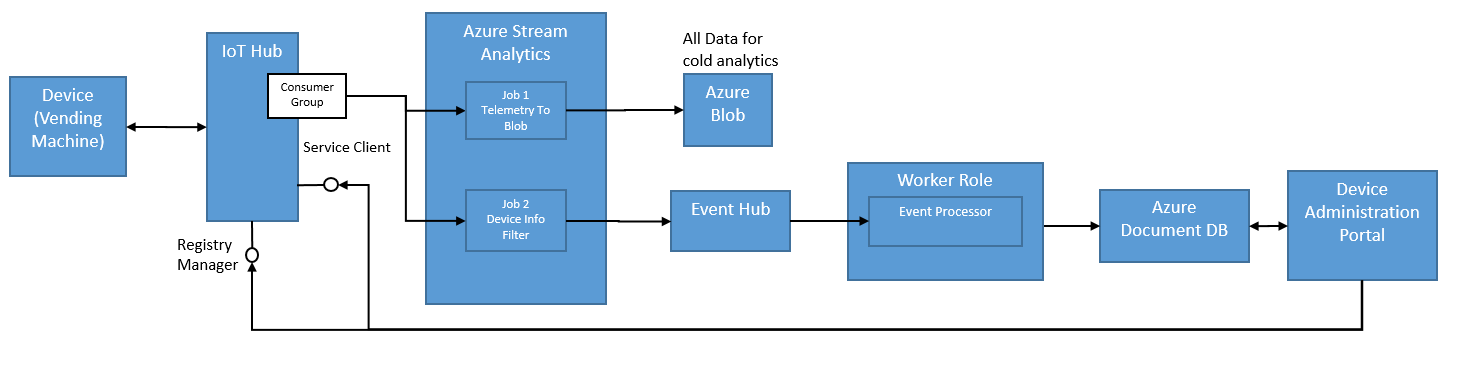 Device
(Vending
Machine)
IoT Hub
Consumer
Group
Service Client
Registry
Manager
Azure Stream
Analytics
Job 1
Telemetry To
Blob
Job 2
Device Info
Filter
All Data for
cold analytics
Azure
Blob
Event Hub
Worker Role
Event Processor
Azure
Document DB
Device
Administration
Portal